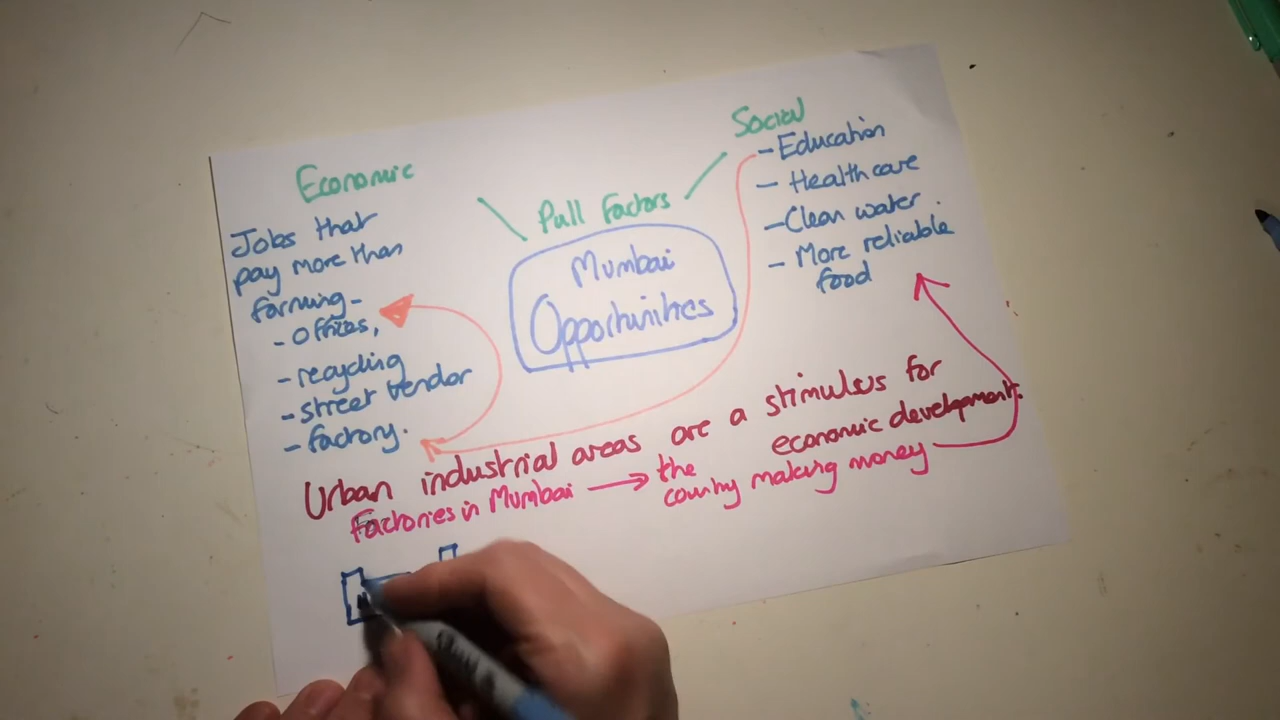 Economic
Jobs that
pay more than
farming-
- offices,
- recycling
- street vendor
- factory.
Pull Factors
Mumbai
Opportunities
Social
- Education
- Healthcare
- Clean water.
- More reliable
food
Urban industrial areas are a stimulus for
economic development.
Factories in Mumbai → the
country making money